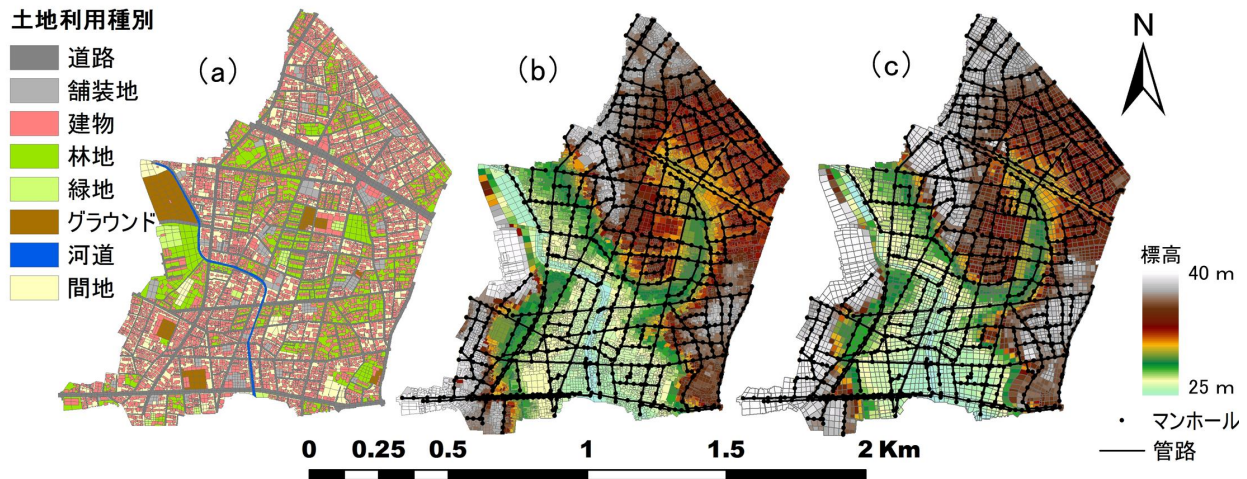 土地利用種別
道路
舗装地
建物
林地
緑地
グラウンド
河道
間地
(a)
(b)
(c)
N
標高
40 m
25 m
マンホール
管路
0 0.25 0.5 1 1.5 2 Km